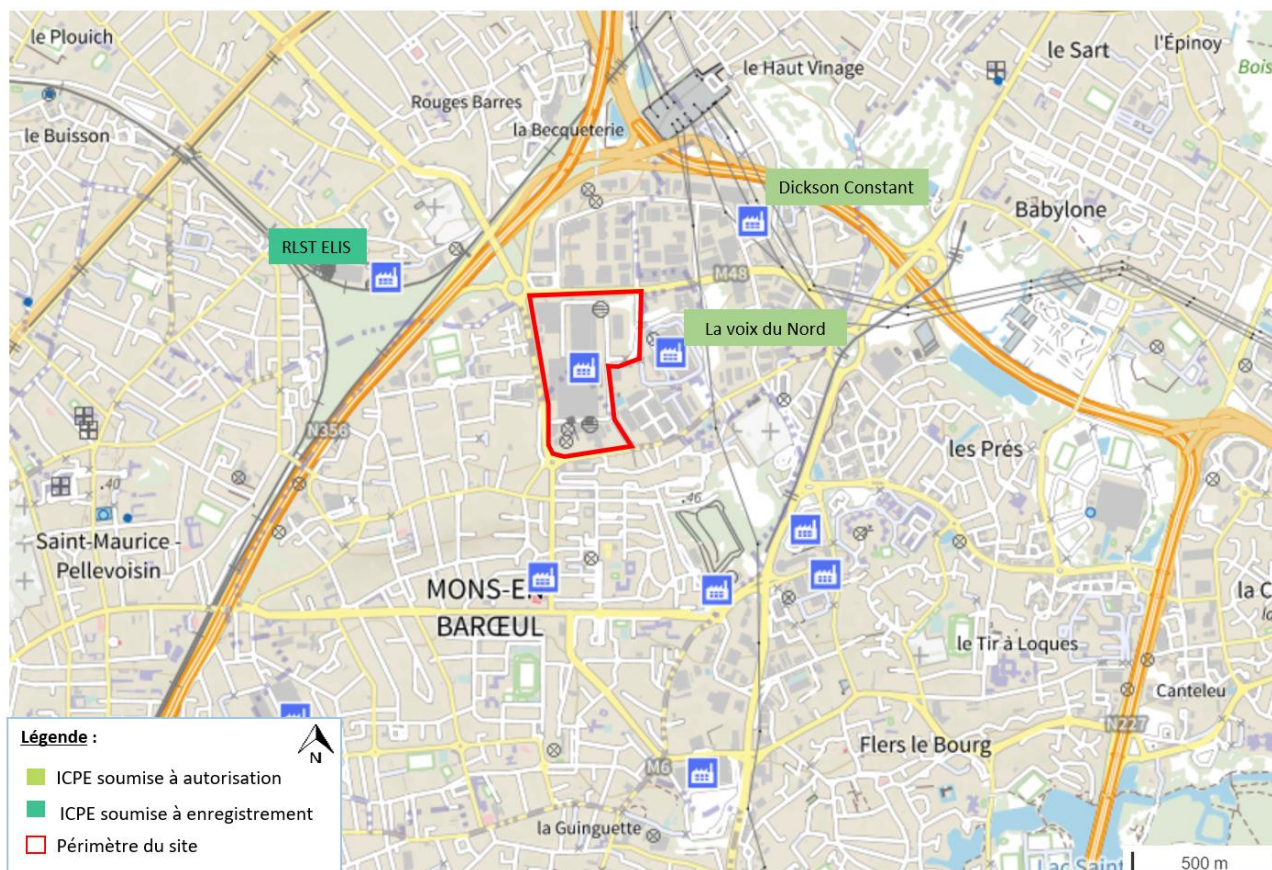 le Plouich
le Sart
l'Épinoy
le Haut Vinage
Bois
Rouges Barres
la Becqueterie
le Buisson
Dickson Constant
Babylone
RLST ELIS
M48
La voix du Nord
N356
les Prés
.40
.46
Saint-Maurice -
Pellevoisin
MONS-EN
BARŒUL
la C
le Tir à Loques
Canteleu
N227
Flers le Bourg
M6
la Guinguette
Lac Saint
500 m
Légende :
N
ICPE soumise à autorisation
ICPE soumise à enregistrement
Périmètre du site